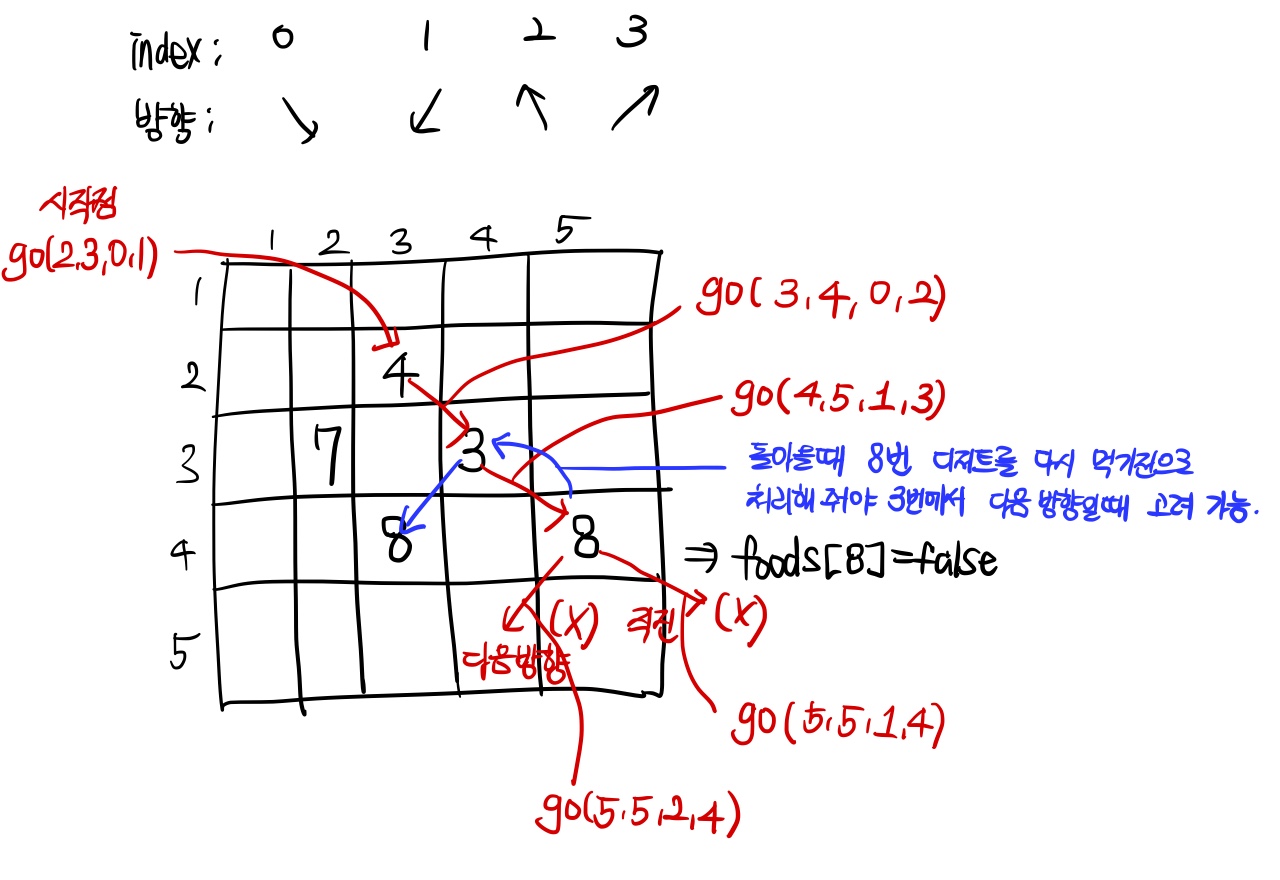 index: 0 1 2 3
방향: ↘ ↙ ↖ ↗
시작점
go(2,3,0,1)
1 2 3 4 5
1
go(3,4,0,2)
2 4
go(4,5,1,3)
3 7 3
돌아올때 8번 디저트를 다시 먹기전으로
처리해 줘야 3번에서 다음 방향일때 고려 가능.
4 8 8
⇒ foods[8]=false
(X) 직전 (X)
다음방향
5
go(5,5,1,4)
go(5,5,2,4)